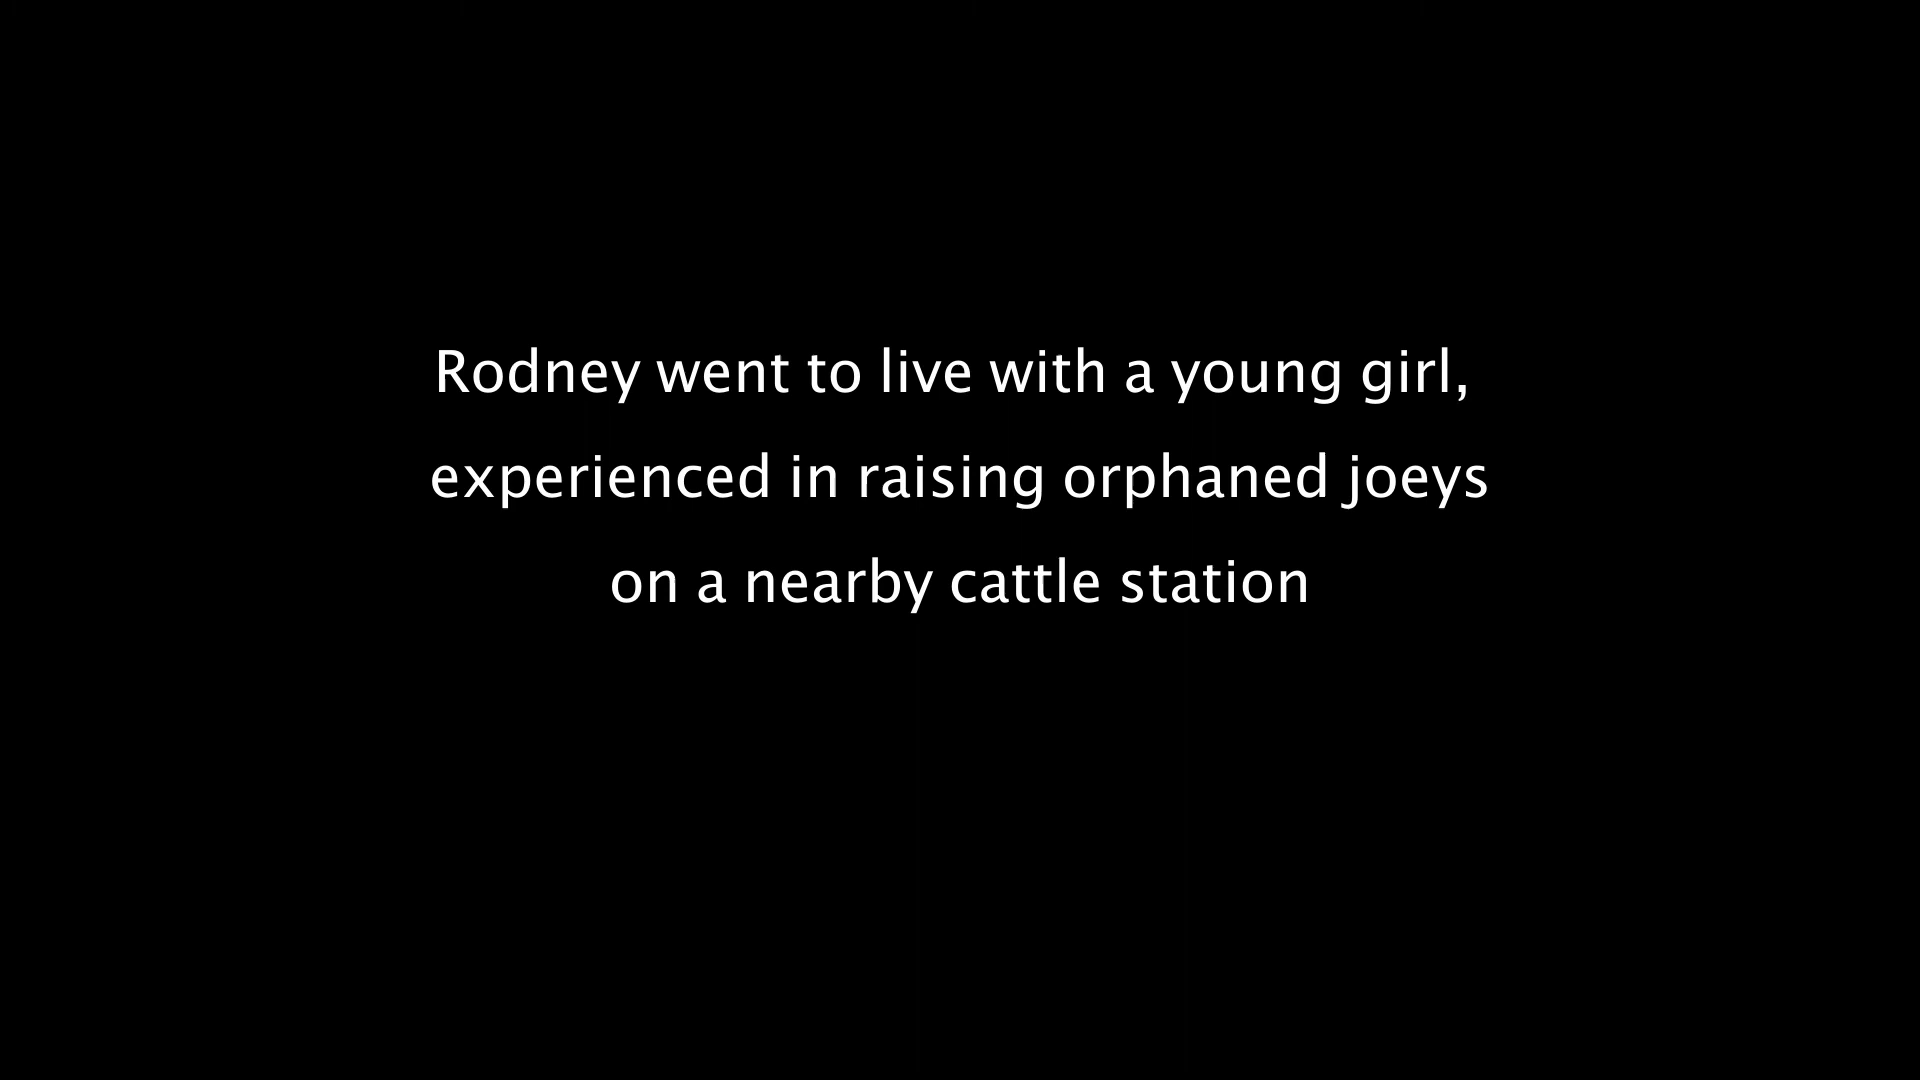 Rodney went to live with a young girl,
experienced in raising orphaned joeys
on a nearby cattle station